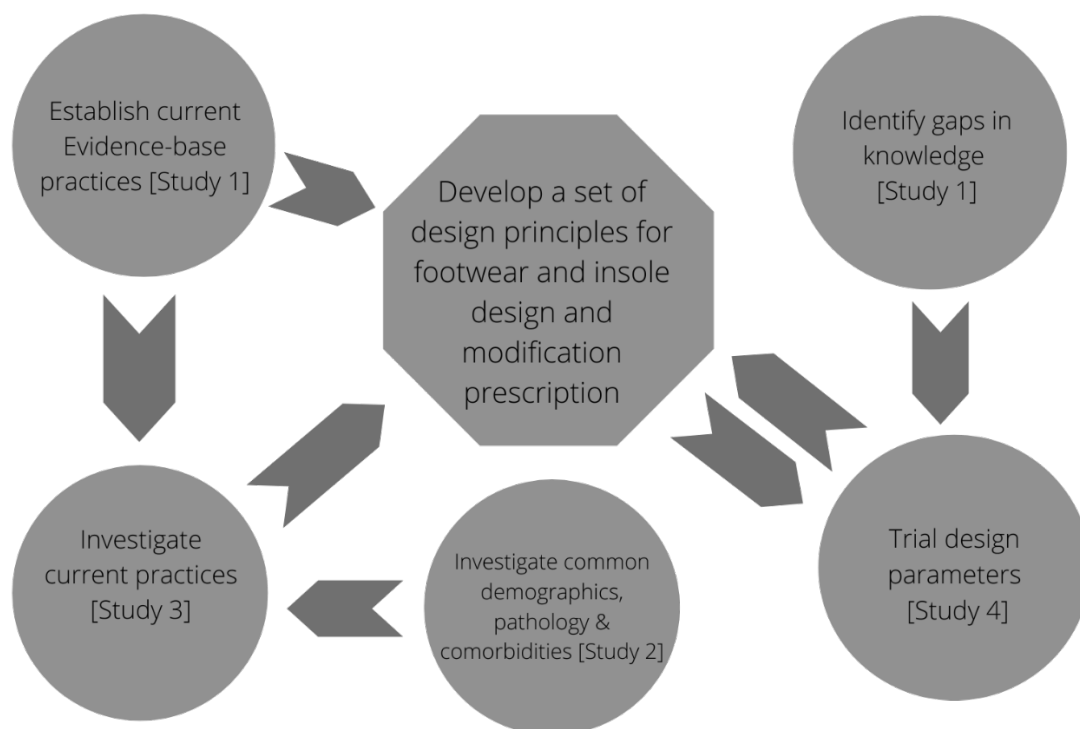 Establish current
Evidence-base
practices [Study 1]
Develop a set of
design principles for
footwear and insole
design and
modification
prescription
Identify gaps in
knowledge
[Study 1]
Investigate
current practices
[Study 3]
Investigate common
demographics,
pathology &
comorbidities [Study 2]
Trial design
parameters
[Study 4]